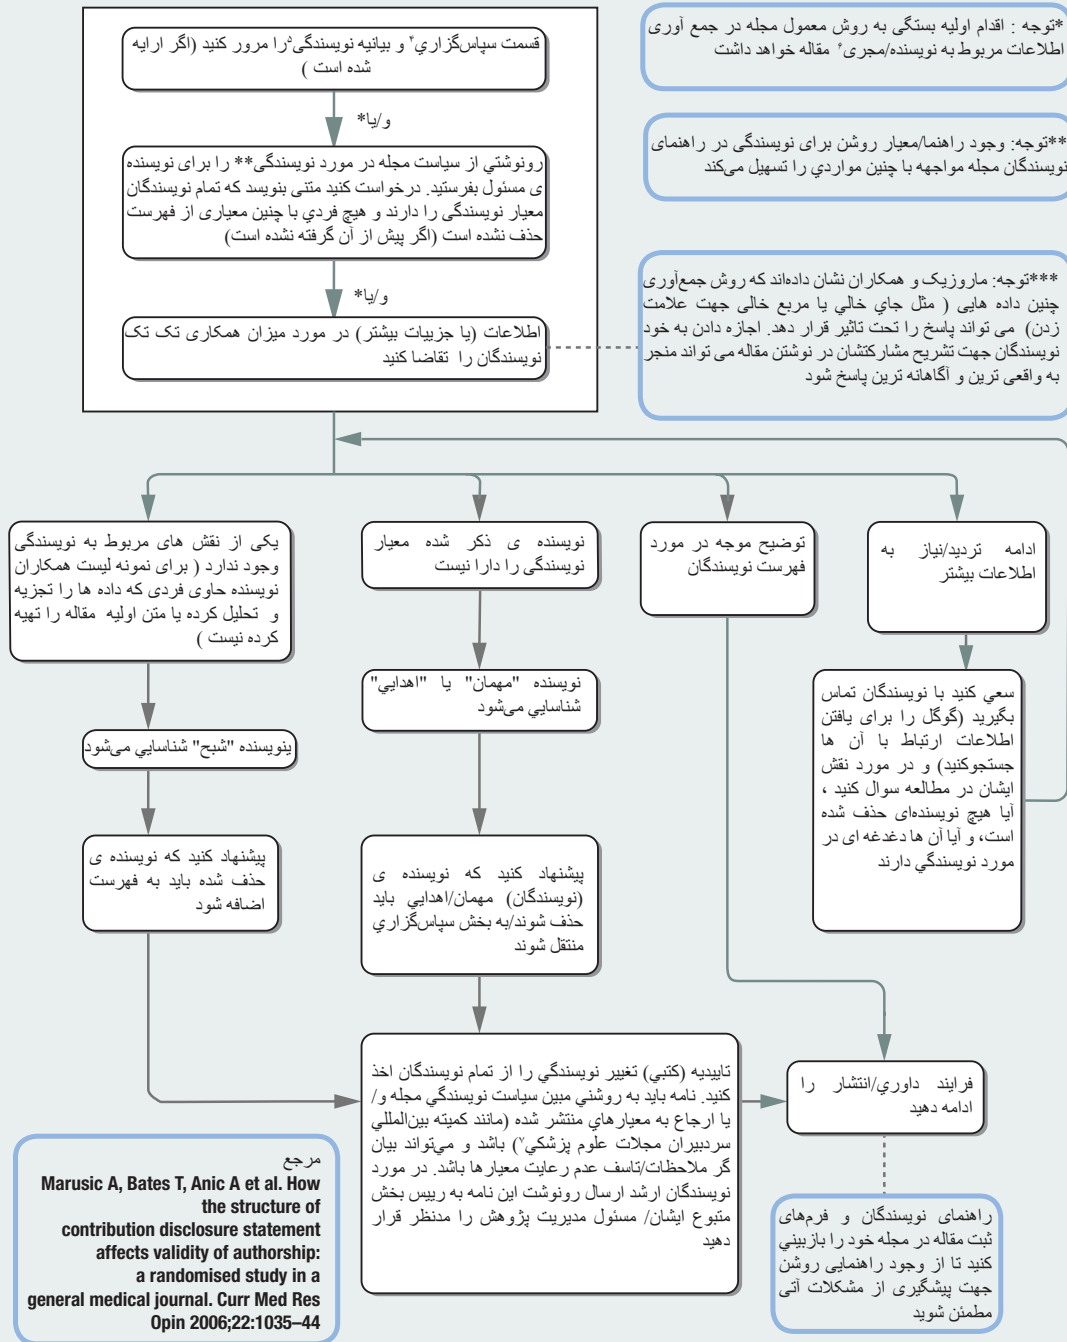 قسمت سپاس‌گزاري۴ و بیانیه نویسندگی۵را مرور کنید (اگر ارایه
شده است )
و/یا*
رونوشتي از سیاست مجله در مورد نویسندگی** را برای نویسنده
ی مسئول بفرستید. درخواست کنید متنی بنویسد که تمام نویسندگان
معیار نویسندگی را دارند و هیچ فردي با چنین معیاری از فهرست
حذف نشده است (اگر پیش از آن گرفته نشده است)
و/یا*
اطلاعات (یا جزییات بیشتر) در مورد میزان همکاری تک تک
نویسندگان را تقاضا کنید
*توجه : اقدام اولیه بستگی به روش معمول مجله در جمع آوری
اطلاعات مربوط به نویسنده/مجری۶ مقاله خواهد داشت
**توجه: وجود راهنما/معیار روشن برای نویسندگی در راهنمای
نویسندگان مجله مواجهه با چنین مواردي را تسهیل می‌کند
***توجه: ماروزیک و همکاران نشان داده‌اند که روش جمع‌آوری
چنین داده هایی ( مثل جاي خالي یا مربع خالی جهت علامت
زدن) می تواند پاسخ را تحت تاثیر قرار دهد. اجازه دادن به خود
نویسندگان جهت تشریح مشارکتشان در نوشتن مقاله می تواند منجر
به واقعی ترین و آگاهانه ترین پاسخ شود
ادامه تردید/نیاز به
اطلاعات بیشتر
سعي کنید با نویسندگان تماس
بگیرید (گوگل را برای یافتن
اطلاعات ارتباط با آن ها
جستجوکنید) و در مورد نقش
ایشان در مطالعه سوال کنید ،
آیا هیچ نویسنده‌ای حذف شده
است، و آیا آن ها دغدغه ای در
مورد نویسندگي دارند
توضیح موجه در مورد
فهرست نویسندگان
نویسنده ی ذکر شده معیار
نویسندگی را دارا نیست
نویسنده "مهمان" یا "اهدایي"
شناسایي می‌شود
پیشنهاد کنید که نویسنده ی
(نویسندگان) مهمان/اهدایي باید
حذف شوند/به بخش سپاس‌گزاري
منتقل شوند
یکی از نقش های مربوط به نویسندگی
وجود ندارد ( برای نمونه لیست همکاران
نویسنده حاوی فردی که داده ها را تجزیه
و تحلیل کرده یا متن اولیه مقاله را تهیه
کرده نیست )
ینویسنده "شبح" شناسایي می‌شود
پیشنهاد کنید که نویسنده ی
حذف شده باید به فهرست
اضافه شود
تاییدیه (کتبي) تغییر نویسندگي را از تمام نویسندگان اخذ
کنید. نامه باید به روشني مبین سیاست نویسندگي مجله و/
یا ارجاع به معیارهاي منتشر شده (مانند کمیته بین‌المللي
سردبیران مجلات علوم پزشکي۷) باشد و می‌تواند بیان
گر ملاحظات/تاسف عدم رعایت معیارها باشد. در مورد
نویسندگان ارشد ارسال رونوشت این نامه به رییس بخش
متبوع ایشان/ مسئول مدیریت پژوهش را مدنظر قرار
دهید
فرایند داوري/انتشار را
ادامه دهید
راهنمای نویسندگان و فرم‌های
ثبت مقاله در مجله خود را بازبیني
کنید تا از وجود راهنمایی روشن
جهت پیشگیری از مشکلات آتی
مطمئن شوید
مرجع
Marusic A, Bates T, Anic A et al. How
the structure of
contribution disclosure statement
affects validity of authorship:
a randomised study in a
general medical journal. Curr Med Res
Opin 2006;22:1035–44